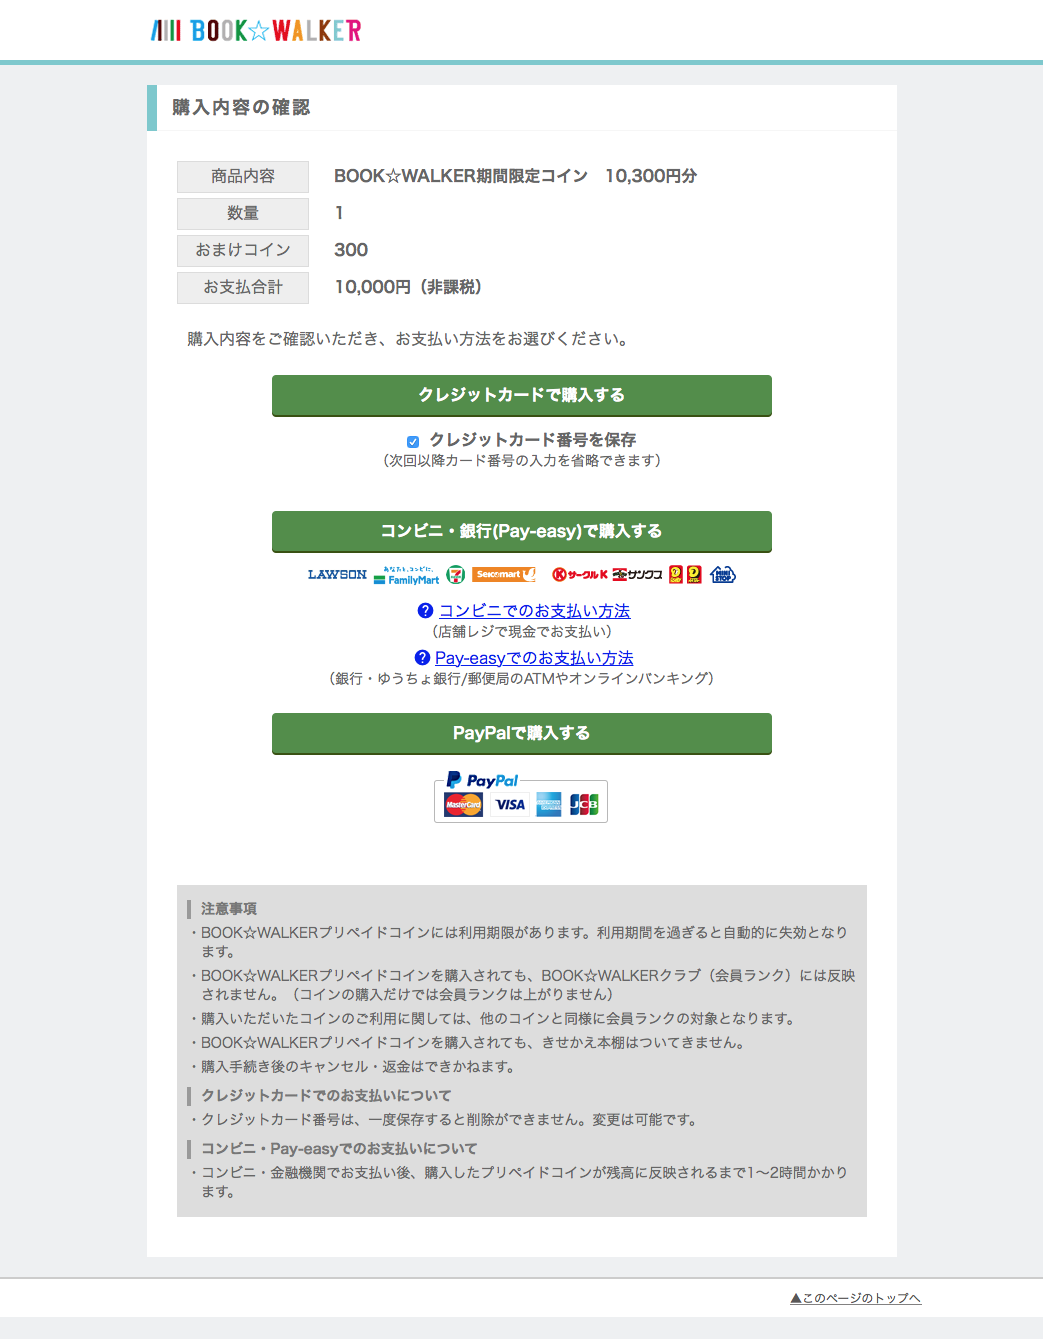 BOOK☆WALKER
購入内容の確認
商品内容 BOOK☆WALKER期間限定コイン　10,300円分
数量 1
おまけコイン 300
お支払合計 10,000円（非課税）
購入内容をご確認いただき、お支払い方法をお選びください。
クレジットカードで購入する
クレジットカード番号を保存
（次回以降カード番号の入力を省略できます）
コンビニ・銀行(Pay-easy)で購入する
LAWSON あなたと、コンビに、 FamilyMart Seicomart サークルK サンクス MINI STOP
コンビニでのお支払い方法
（店舗レジで現金でお支払い）
Pay-easyでのお支払い方法
（銀行・ゆうちょ銀行/郵便局のATMやオンラインバンキング）
PayPalで購入する
PayPal
MasterCard VISA AMERICAN EXPRESS JCB
注意事項
・BOOK☆WALKERプリペイドコインには利用期限があります。利用期間を過ぎると自動的に失効となり
ます。
・BOOK☆WALKERプリペイドコインを購入されても、BOOK☆WALKERクラブ（会員ランク）には反映
されません。（コインの購入だけでは会員ランクは上がりません）
・購入いただいたコインのご利用に関しては、他のコインと同様に会員ランクの対象となります。
・BOOK☆WALKERプリペイドコインを購入されても、きせかえ本棚はついてきません。
・購入手続き後のキャンセル・返金はできかねます。
クレジットカードでのお支払いについて
・クレジットカード番号は、一度保存すると削除ができません。変更は可能です。
コンビニ・Pay-easyでのお支払いについて
・コンビニ・金融機関でお支払い後、購入したプリペイドコインが残高に反映されるまで1〜2時間かかり
ます。
▲このページのトップへ